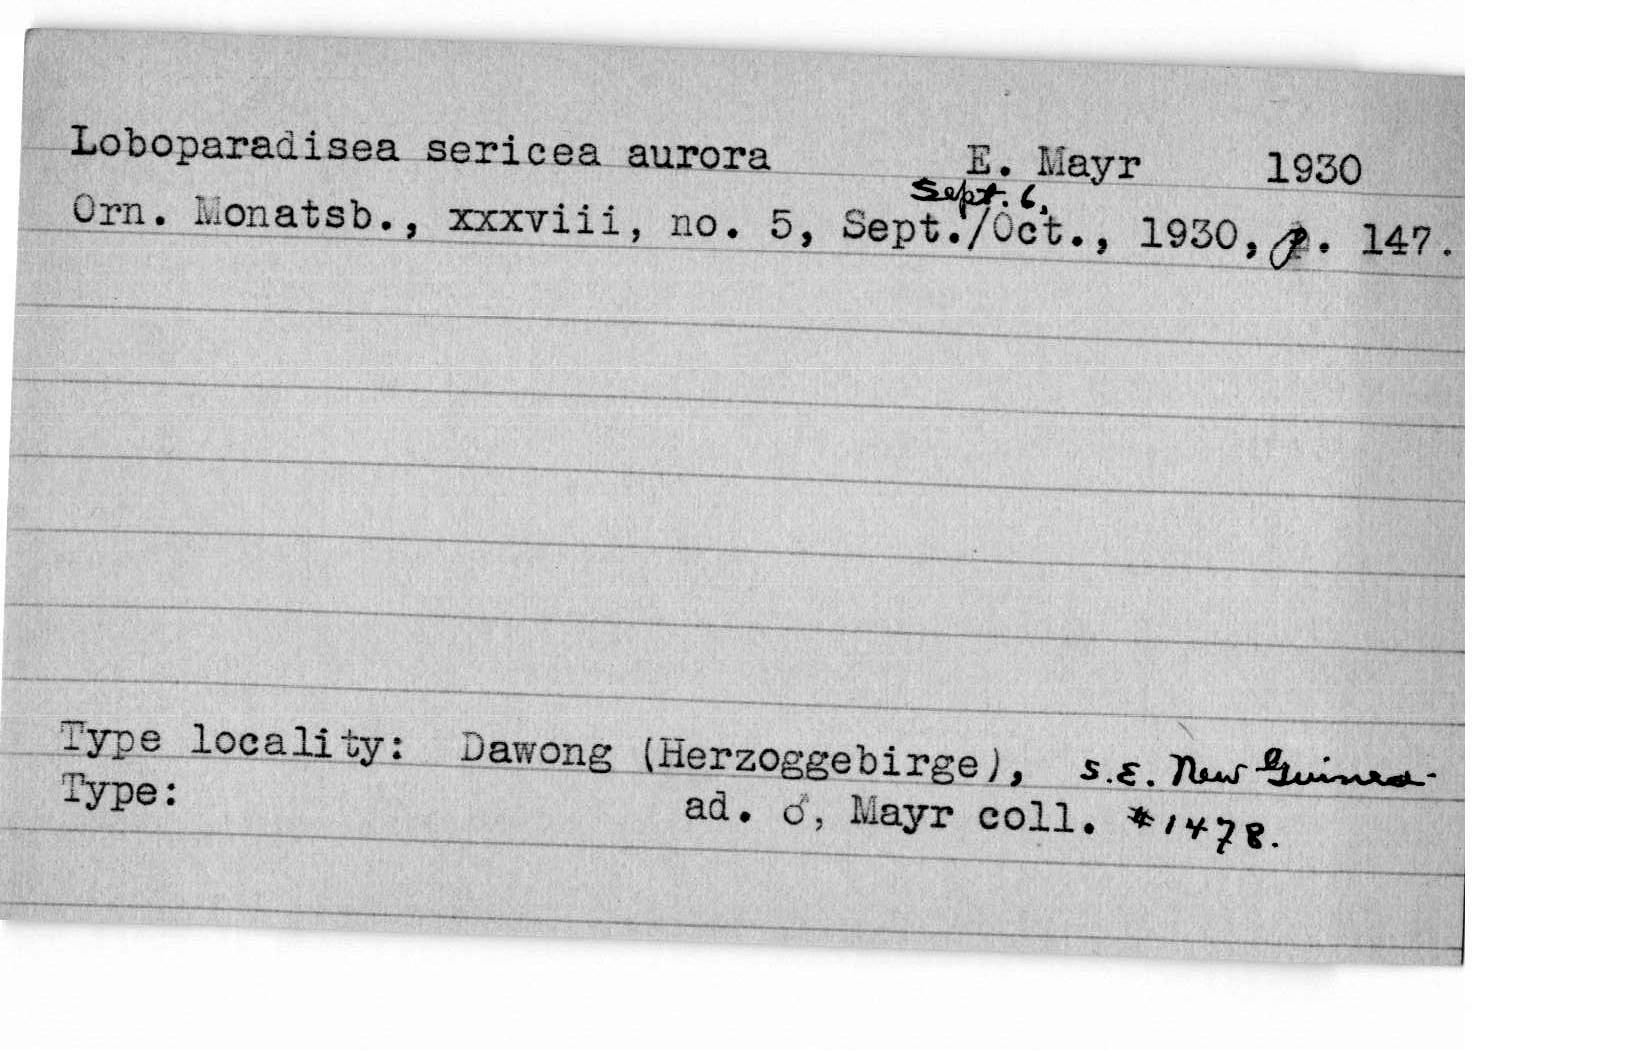 Loboparadisea sericea aurora E. Mayr 1930
Sept. 6,
Orn. Monatsb., xxxviii, no. 5, Sept./Oct., 1930, p. 147.
Type locality: Dawong (Herzoggebirge), S.E. New Guinea-
Type: ad. ♂, Mayr coll. #1478.